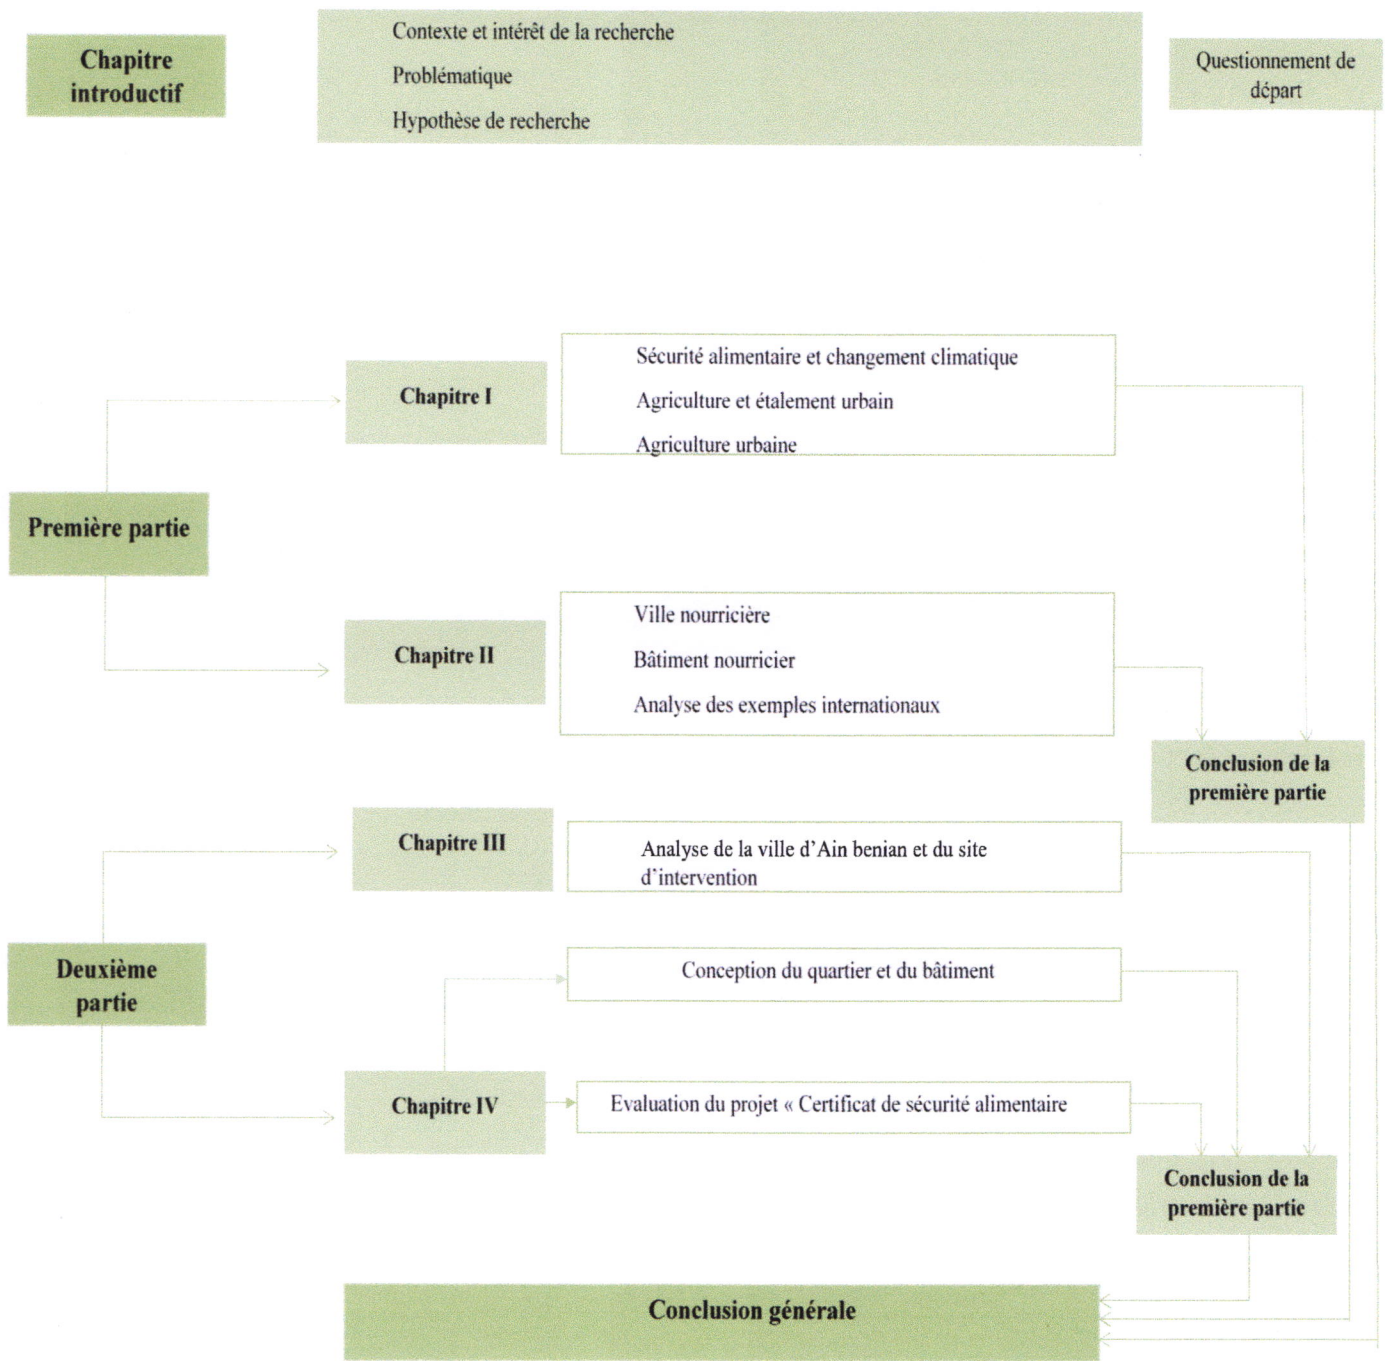 Chapitre
introductif
Contexte et intérêt de la recherche
Problématique
Hypothèse de recherche
Questionnement de
départ
Première partie
Chapitre I
Sécurité alimentaire et changement climatique
Agriculture et étalement urbain
Agriculture urbaine
Chapitre II
Ville nourricière
Bâtiment nourricier
Analyse des exemples internationaux
Conclusion de la
première partie
Deuxième
partie
Chapitre III
Analyse de la ville d'Ain benian et du site
d'intervention
Conception du quartier et du bâtiment
Chapitre IV
Evaluation du projet « Certificat de sécurité alimentaire
Conclusion de la
première partie
Conclusion générale